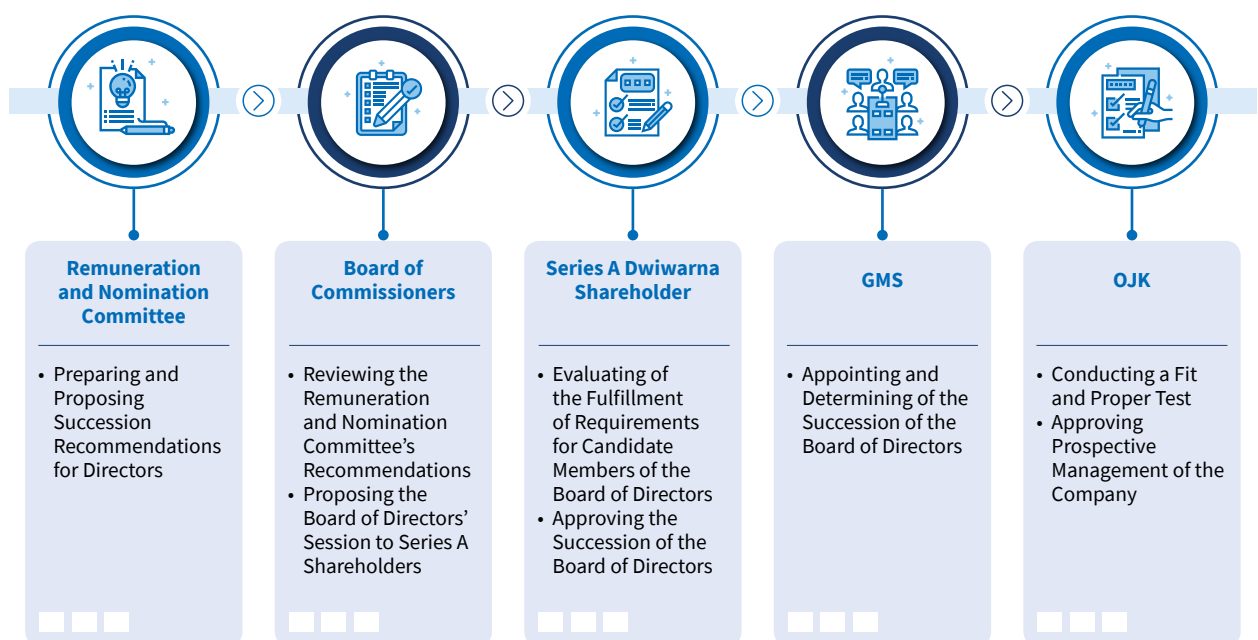 Remuneration
and Nomination
Committee
• Preparing and
Proposing
Succession
Recommendations
for Directors
Board of
Commissioners
• Reviewing the
Remuneration
and Nomination
Committee’s
Recommendations
• Proposing the
Board of Directors’
Session to Series A
Shareholders
Series A Dwiwarna
Shareholder
• Evaluating of
the Fulfillment
of Requirements
for Candidate
Members of the
Board of Directors
• Approving the
Succession of the
Board of Directors
GMS
• Appointing and
Determining of the
Succession of the
Board of Directors
OJK
• Conducting a Fit
and Proper Test
• Approving
Prospective
Management of the
Company